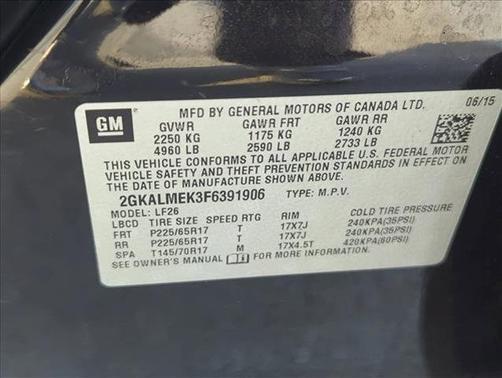 GM
MFD BY GENERAL MOTORS OF CANADA LTD. 06/15
GVWR GAWR FRT GAWR RR
2250 KG 1175 KG 1240 KG
4960 LB 2590 LB 2733 LB
THIS VEHICLE CONFORMS TO ALL APPLICABLE U.S. FEDERAL MOTOR
VEHICLE SAFETY, BUMPER, AND THEFT PREVENTION STANDARDS IN
EFFECT ON THE DATE OF MANUFACTURE SHOWN ABOVE.
2GKALMEK3F6391906 TYPE: M.P.V.
MODEL: LF26
LBCD TIRE SIZE SPEED RTG RIM COLD TIRE PRESSURE
FRT P225/65R17 T 17X7J 240KPA(35PSI)
RR P225/65R17 T 17X7J 240KPA(35PSI)
SPA T145/70R17 M 17X4.5T 420KPA(60PSI)
SEE OWNER'S MANUAL FOR MORE INFORMATION.